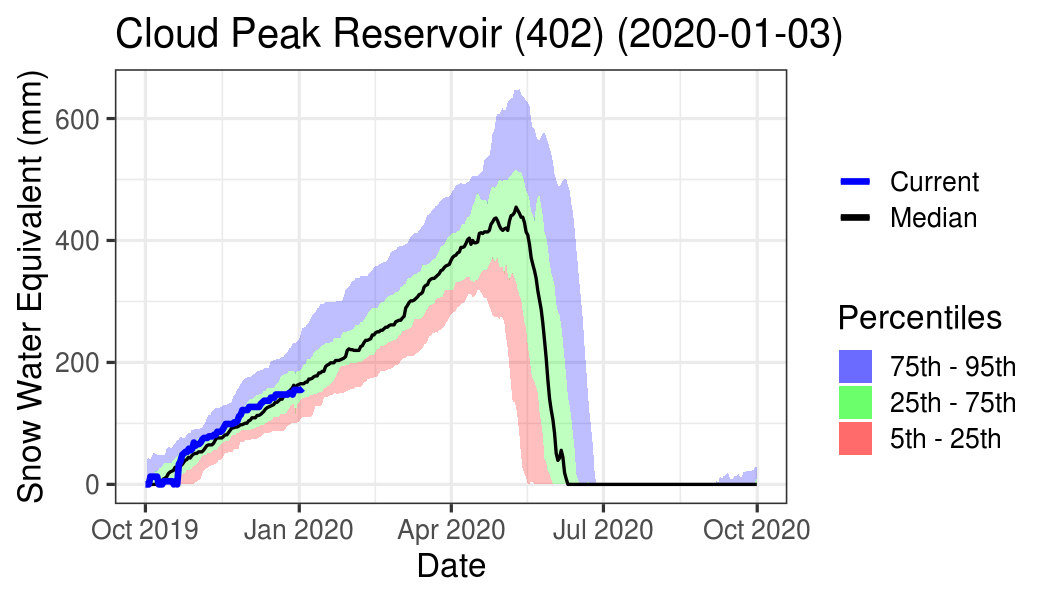 Cloud Peak Reservoir (402) (2020-01-03)
Snow Water Equivalent (mm)
600
400
200
0
Oct 2019
Jan 2020
Apr 2020
Jul 2020
Oct 2020
Date
Current
Median
Percentiles
75th - 95th
25th - 75th
5th - 25th